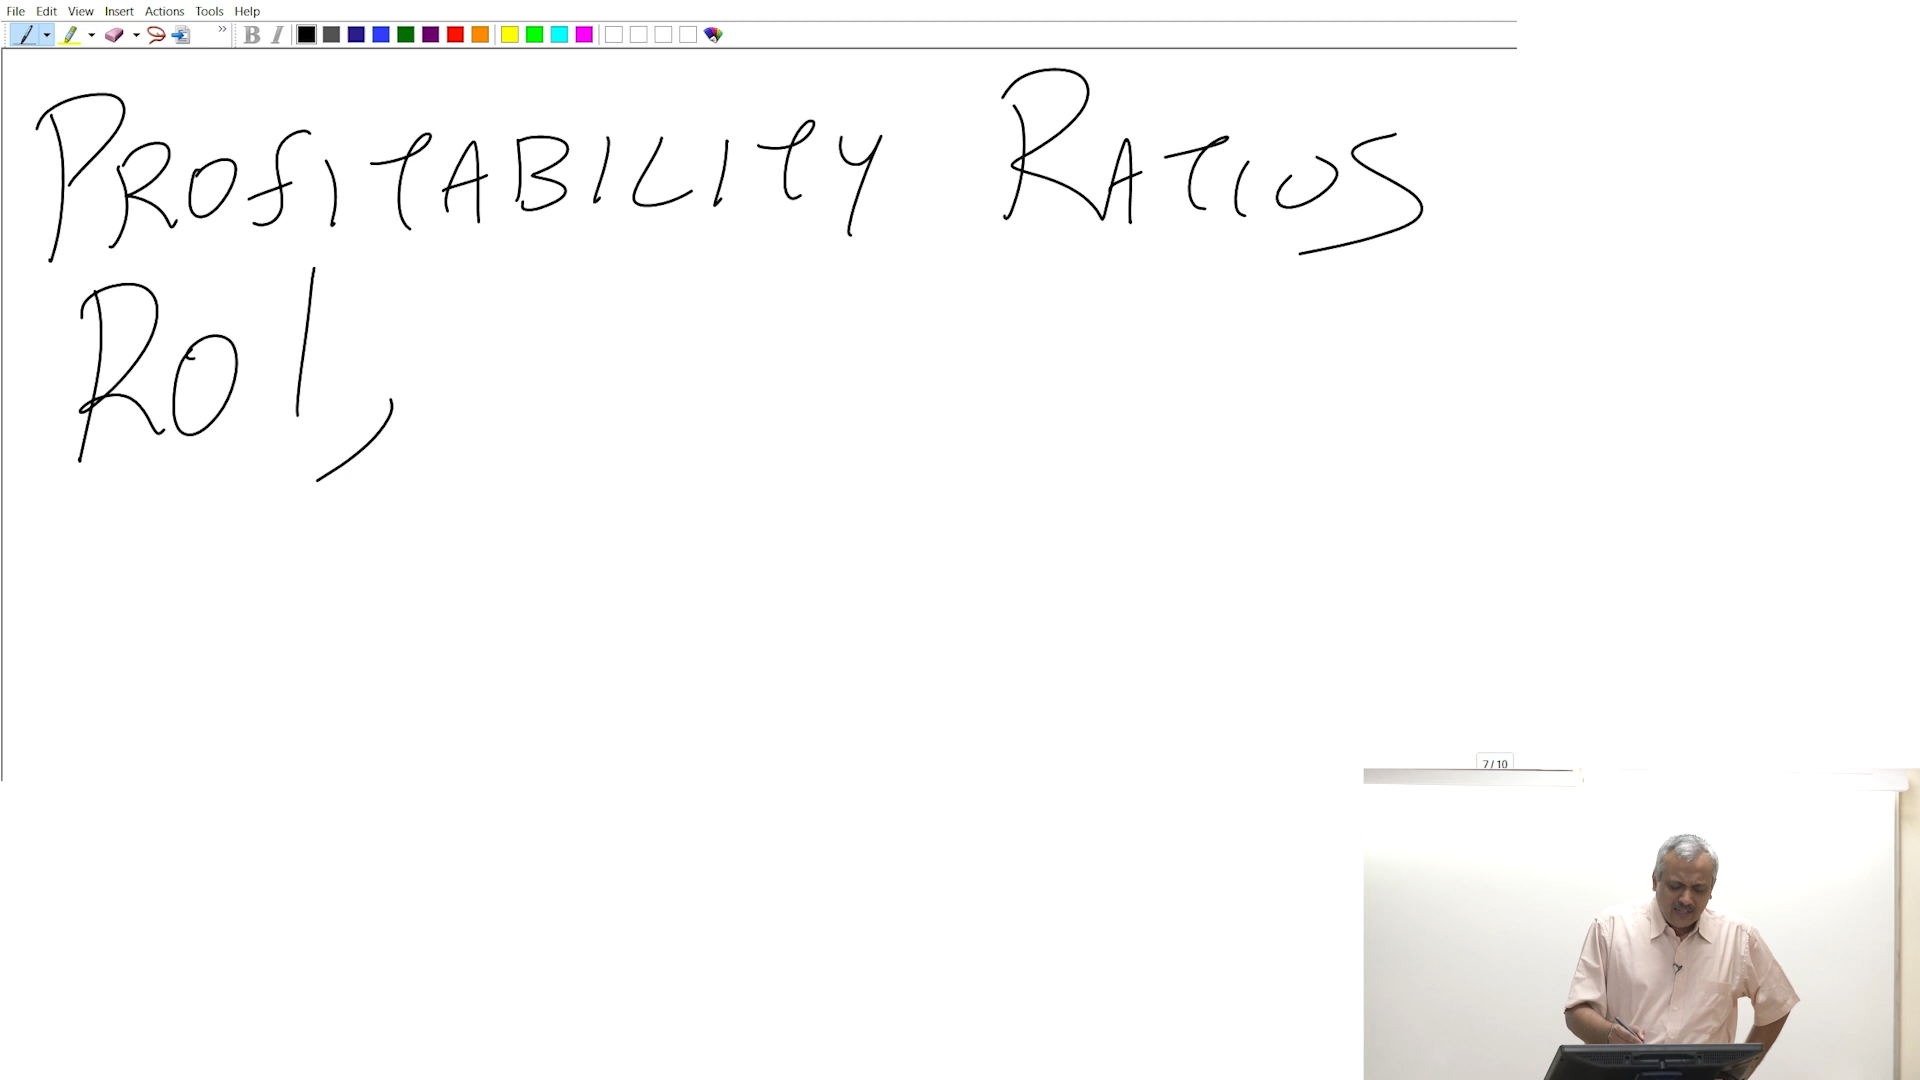 File Edit View Insert Actions Tools Help
B I
PROFITABILITY RATIOS
ROI,
7/10